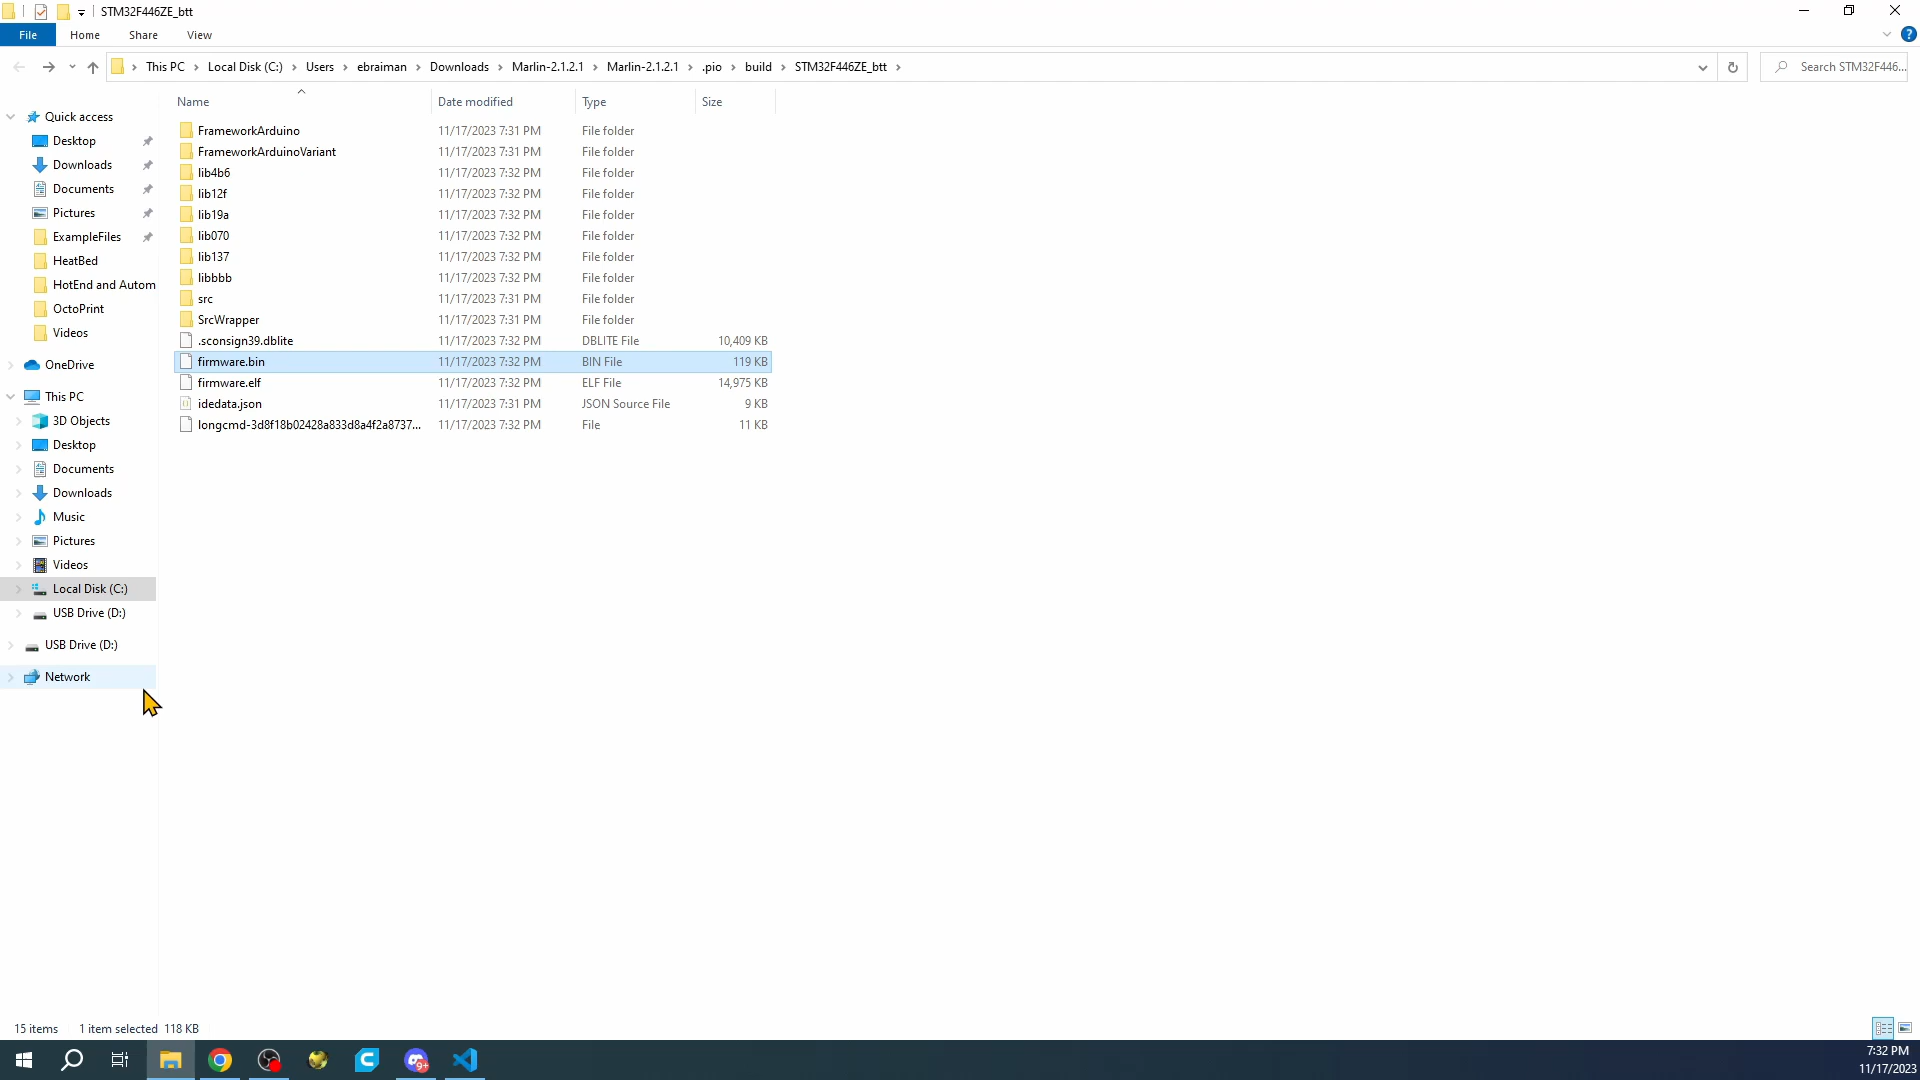 STM32F446ZE_btt
File Home Share View
This PC Local Disk (C:) Users ebraiman Downloads Marlin-2.1.2.1 Marlin-2.1.2.1 .pio build STM32F446ZE_btt Search STM32F446...
Name Date modified Type Size
Quick access
Desktop
Downloads
Documents
Pictures
ExampleFiles
HeatBed
HotEnd and Autom
OctoPrint
Videos
OneDrive
This PC
3D Objects
Desktop
Documents
Downloads
Music
Pictures
Videos
Local Disk (C:)
USB Drive (D:)
USB Drive (D:)
Network
FrameworkArduino 11/17/2023 7:31 PM File folder
FrameworkArduinoVariant 11/17/2023 7:31 PM File folder
lib4b6 11/17/2023 7:32 PM File folder
lib12f 11/17/2023 7:32 PM File folder
lib19a 11/17/2023 7:32 PM File folder
lib070 11/17/2023 7:32 PM File folder
lib137 11/17/2023 7:32 PM File folder
libbbb 11/17/2023 7:32 PM File folder
src 11/17/2023 7:31 PM File folder
SrcWrapper 11/17/2023 7:31 PM File folder
.sconsign39.dblite 11/17/2023 7:32 PM DBLITE File 10,409 KB
firmware.bin 11/17/2023 7:32 PM BIN File 119 KB
firmware.elf 11/17/2023 7:32 PM ELF File 14,975 KB
idedata.json 11/17/2023 7:31 PM JSON Source File 9 KB
longcmd-3d8f18b02428a833d8a4f2a8737... 11/17/2023 7:32 PM File 11 KB
15 items 1 item selected 118 KB
9+
7:32 PM
11/17/2023